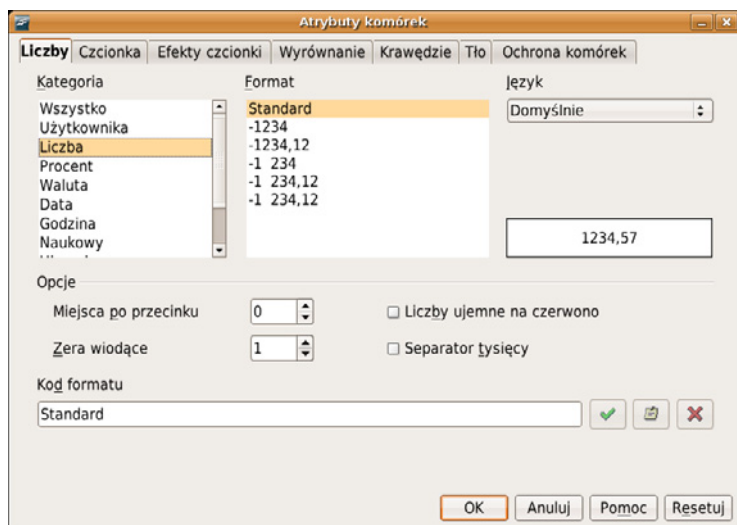 Atrybuty komórek
Liczby Czcionka Efekty czcionki Wyrównanie Krawędzie Tło Ochrona komórek
Kategoria Format Język
Wszystko Standard Domyślnie
Użytkownika -1234
Liczba -1234,12
Procent -1 234
Waluta -1 234,12
Data -1 234,12
Godzina
Naukowy 1234,57
Opcje
Miejsca po przecinku 0 Liczby ujemne na czerwono
Zera wiodące 1 Separator tysięcy
Kod formatu
Standard
OK Anuluj Pomoc Resetuj